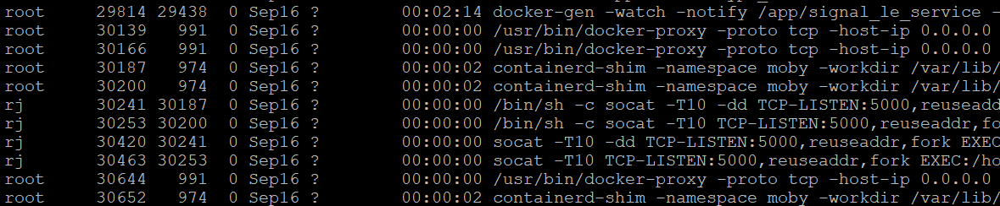 root 29814 29438 0 Sep16 ? 00:02:14 docker-gen -watch -notify /app/signal_le_service -
root 30139 991 0 Sep16 ? 00:00:00 /usr/bin/docker-proxy -proto tcp -host-ip 0.0.0.0
root 30166 991 0 Sep16 ? 00:00:00 /usr/bin/docker-proxy -proto tcp -host-ip 0.0.0.0
root 30187 974 0 Sep16 ? 00:00:02 containerd-shim -namespace moby -workdir /var/lib/
root 30200 974 0 Sep16 ? 00:00:02 containerd-shim -namespace moby -workdir /var/lib/
rj 30241 30187 0 Sep16 ? 00:00:00 /bin/sh -c socat -T10 -dd TCP-LISTEN:5000,reuseadd
rj 30253 30200 0 Sep16 ? 00:00:00 /bin/sh -c socat -T10 TCP-LISTEN:5000,reuseaddr,fo
rj 30420 30241 0 Sep16 ? 00:00:00 socat -T10 -dd TCP-LISTEN:5000,reuseaddr,fork EXEC
rj 30463 30253 0 Sep16 ? 00:00:00 socat -T10 TCP-LISTEN:5000,reuseaddr,fork EXEC:/ho
root 30644 991 0 Sep16 ? 00:00:00 /usr/bin/docker-proxy -proto tcp -host-ip 0.0.0.0
root 30652 974 0 Sep16 ? 00:00:02 containerd-shim -namespace moby -workdir /var/lib/